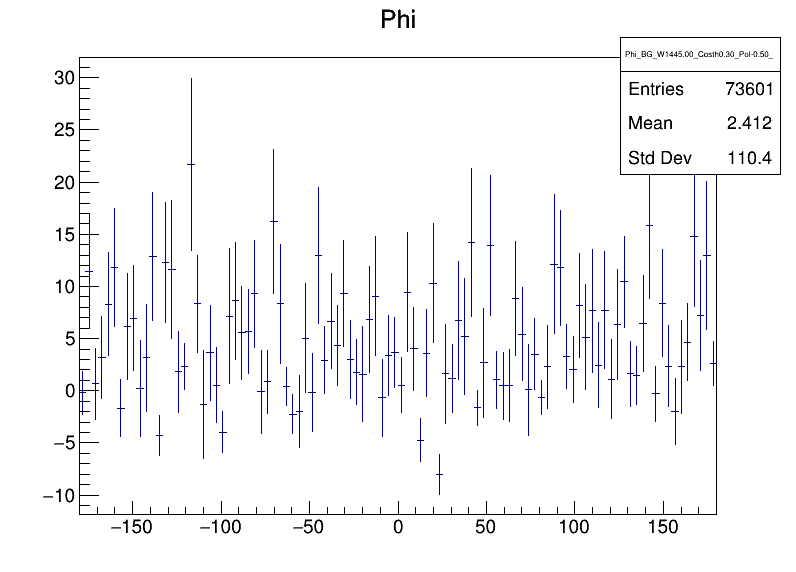 Phi
Phi_BG_W1445.00_Costh0.30_Pol-0.50_
Entries 73601
Mean 2.412
Std Dev 110.4
30
25
20
15
10
5
0
−5
−10
−150 −100 −50 0 50 100 150